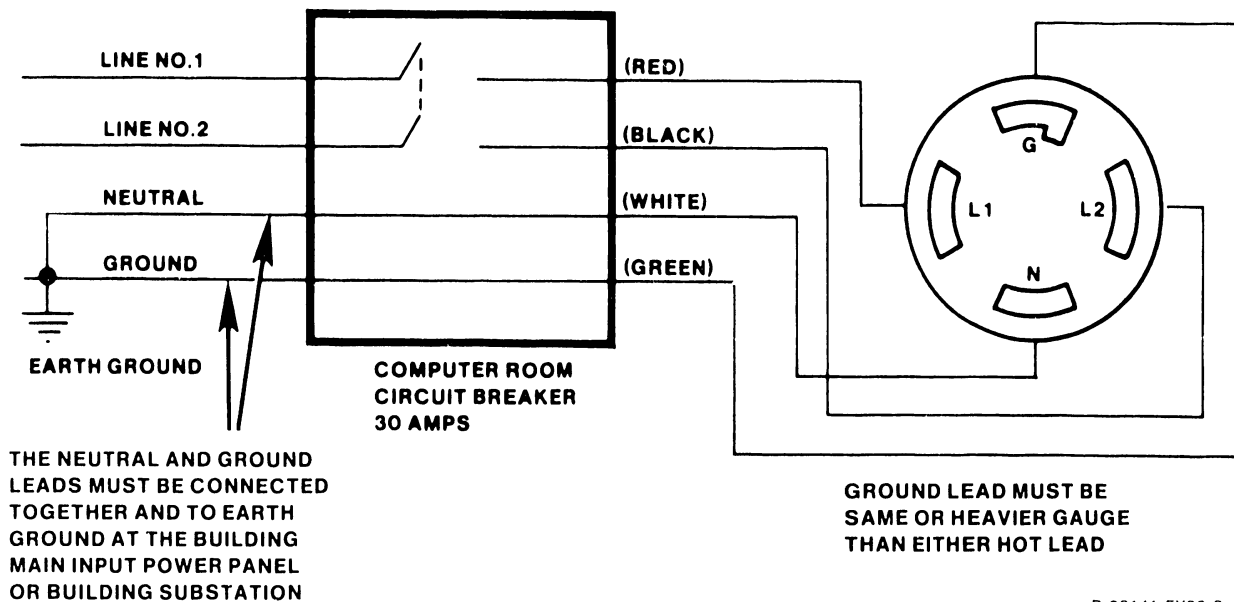 LINE NO.1
(RED)
LINE NO.2
(BLACK)
G
NEUTRAL
(WHITE)
L1
L2
GROUND
(GREEN)
N
EARTH GROUND
COMPUTER ROOM
CIRCUIT BREAKER
30 AMPS
THE NEUTRAL AND GROUND
LEADS MUST BE CONNECTED
TOGETHER AND TO EARTH
GROUND AT THE BUILDING
MAIN INPUT POWER PANEL
OR BUILDING SUBSTATION
GROUND LEAD MUST BE
SAME OR HEAVIER GAUGE
THAN EITHER HOT LEAD